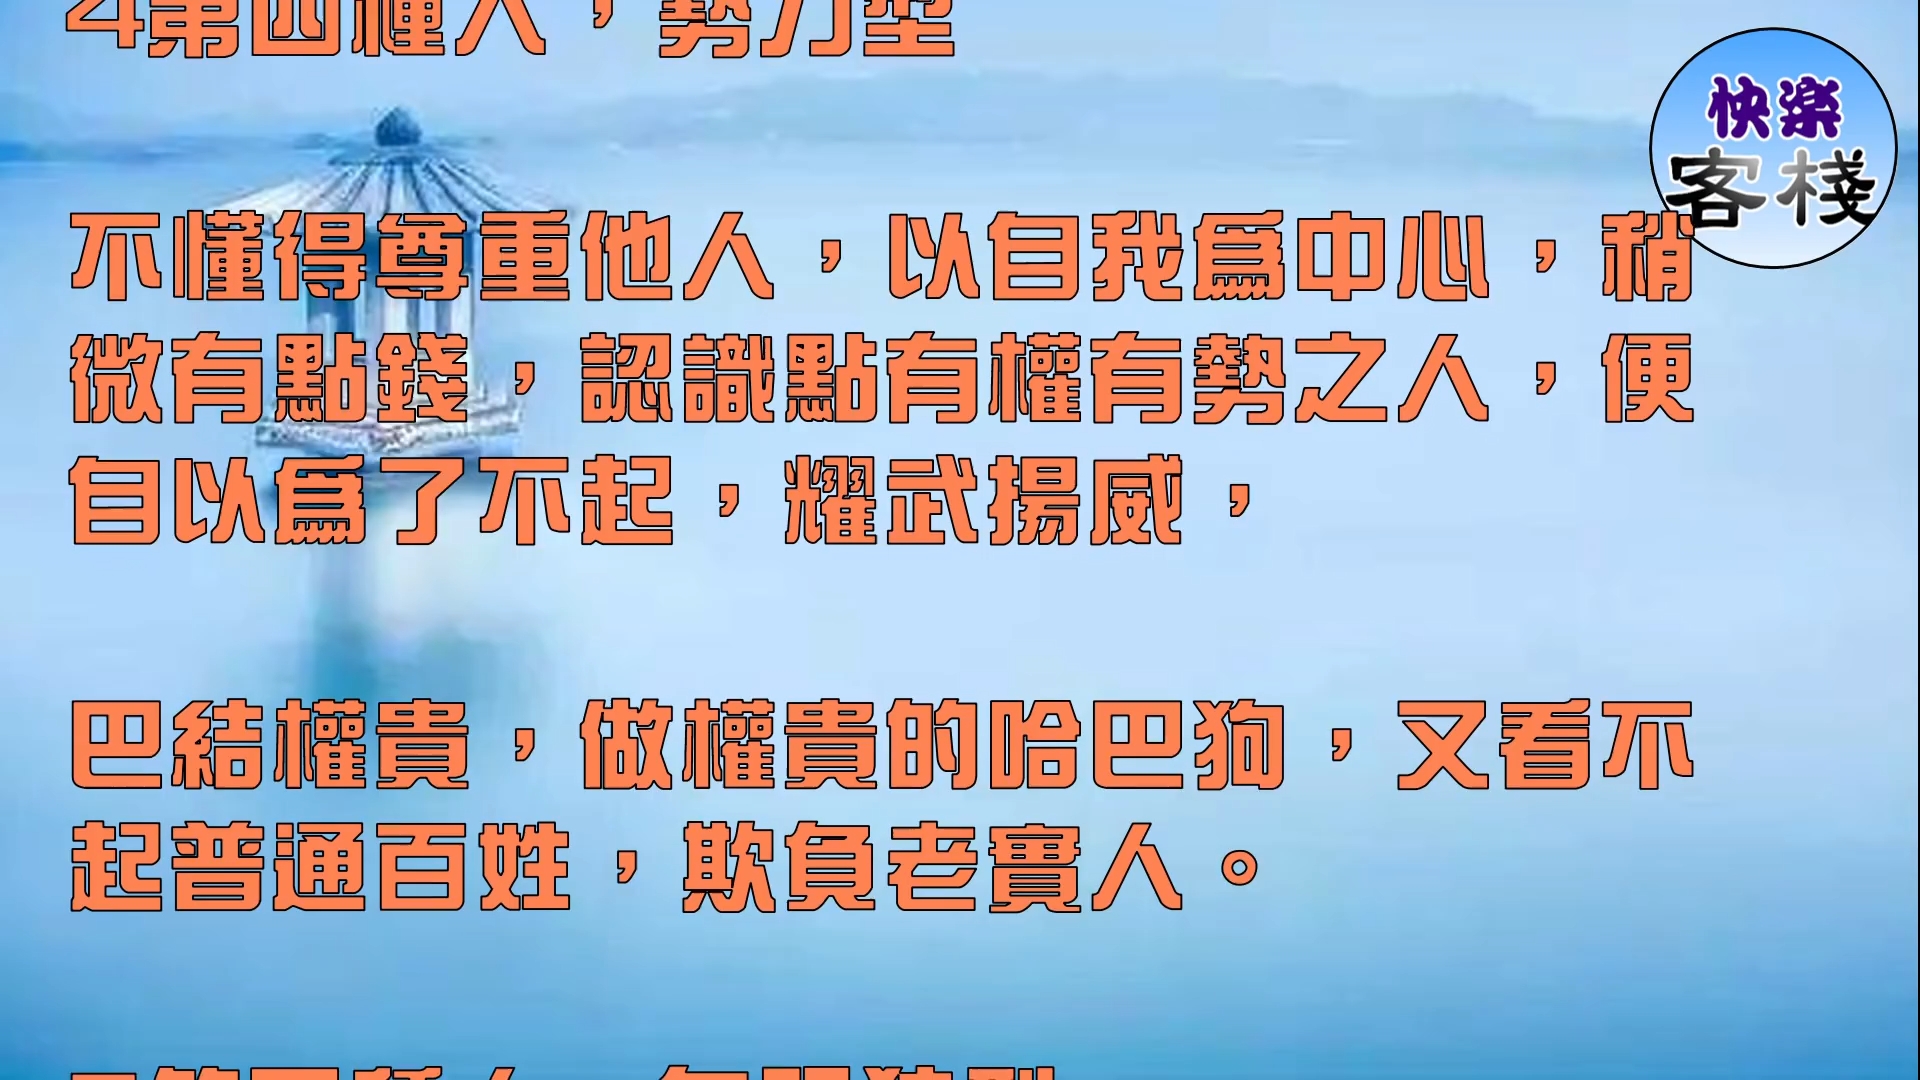 4第四種人，勢力型
快樂
客棧
不懂得尊重他人，以自我為中心，稍
微有點錢，認識點有權有勢之人，便
自以為了不起，耀武揚威，
巴結權貴，做權貴的哈巴狗，又看不
起普通百姓，欺負老實人。